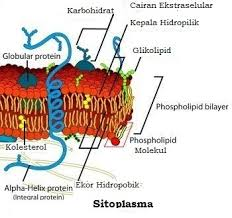 Cairan Ekstraselular
Karbohidrat
Kepala Hidropilik
Glikolipid
Globular protein
Phospholipid bilayer
Phospholipid
Molekul
Kolesterol
Alpha-Helix protein
(Integral protein)
Ekor Hidropobik
Sitoplasma